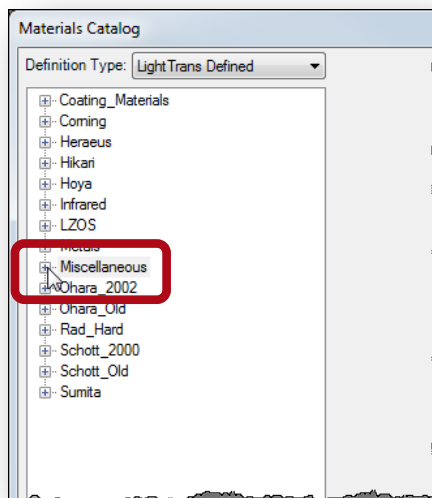 Materials Catalog
Definition Type: LightTrans Defined
Coating_Materials
Corning
Heraeus
Hikari
Hoya
Infrared
LZOS
Metals
Miscellaneous
Ohara_2002
Ohara_Old
Rad_Hard
Schott_2000
Schott_Old
Sumita